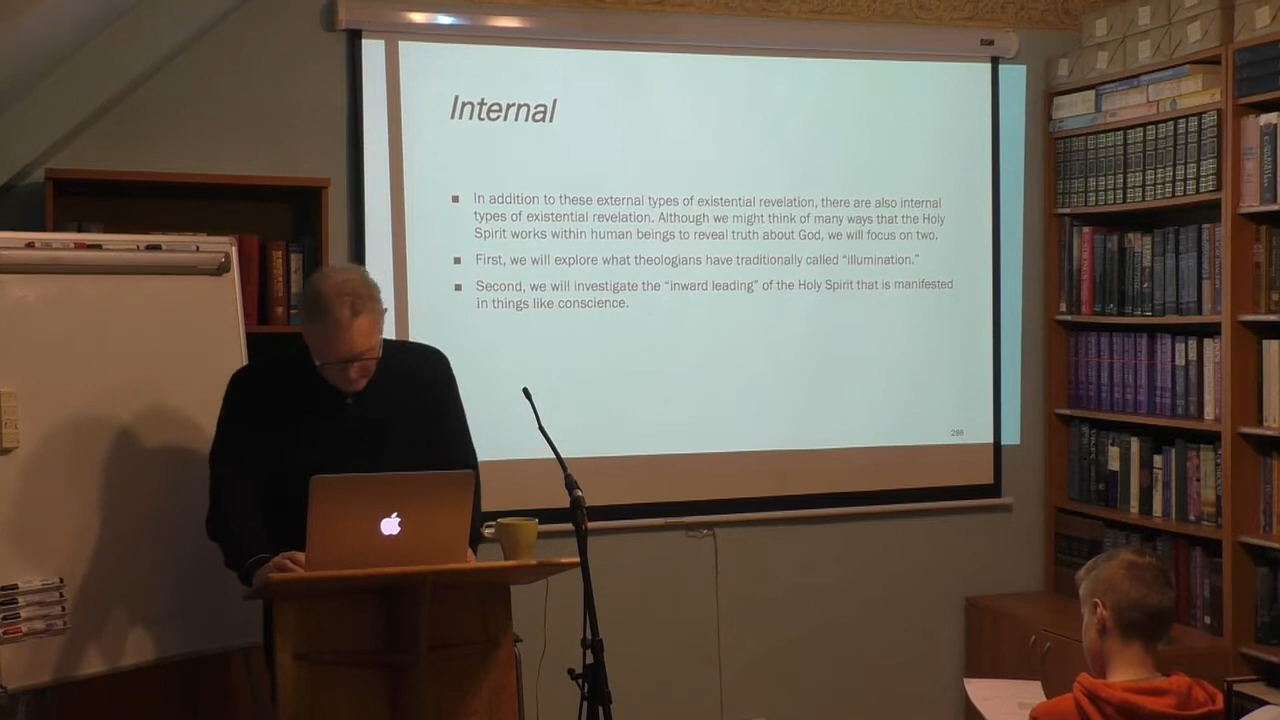 Internal
In addition to these external types of existential revelation, there are also internal
types of existential revelation. Although we might think of many ways that the Holy
Spirit works within human beings to reveal truth about God, we will focus on two.
First, we will explore what theologians have traditionally called “illumination.”
Second, we will investigate the “inward leading” of the Holy Spirit that is manifested
in things like conscience.